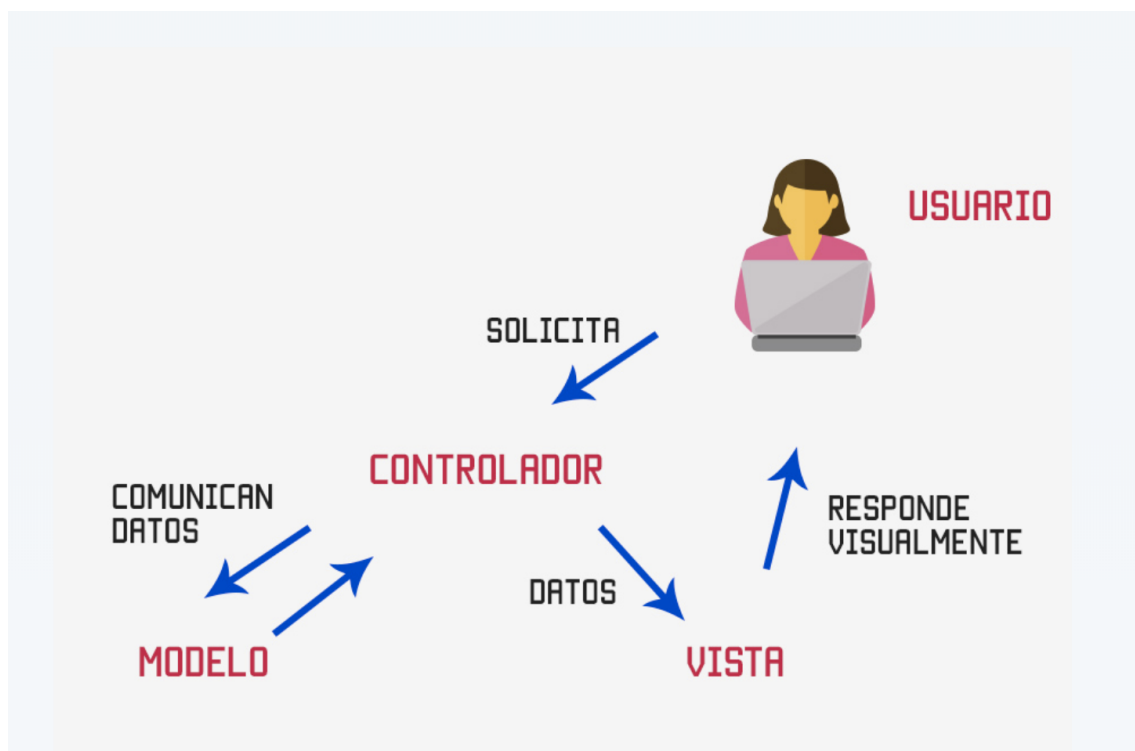 USUARIO
SOLICITA
CONTROLADOR
COMUNICAN
DATOS
RESPONDE
VISUALMENTE
DATOS
MODELO
VISTA